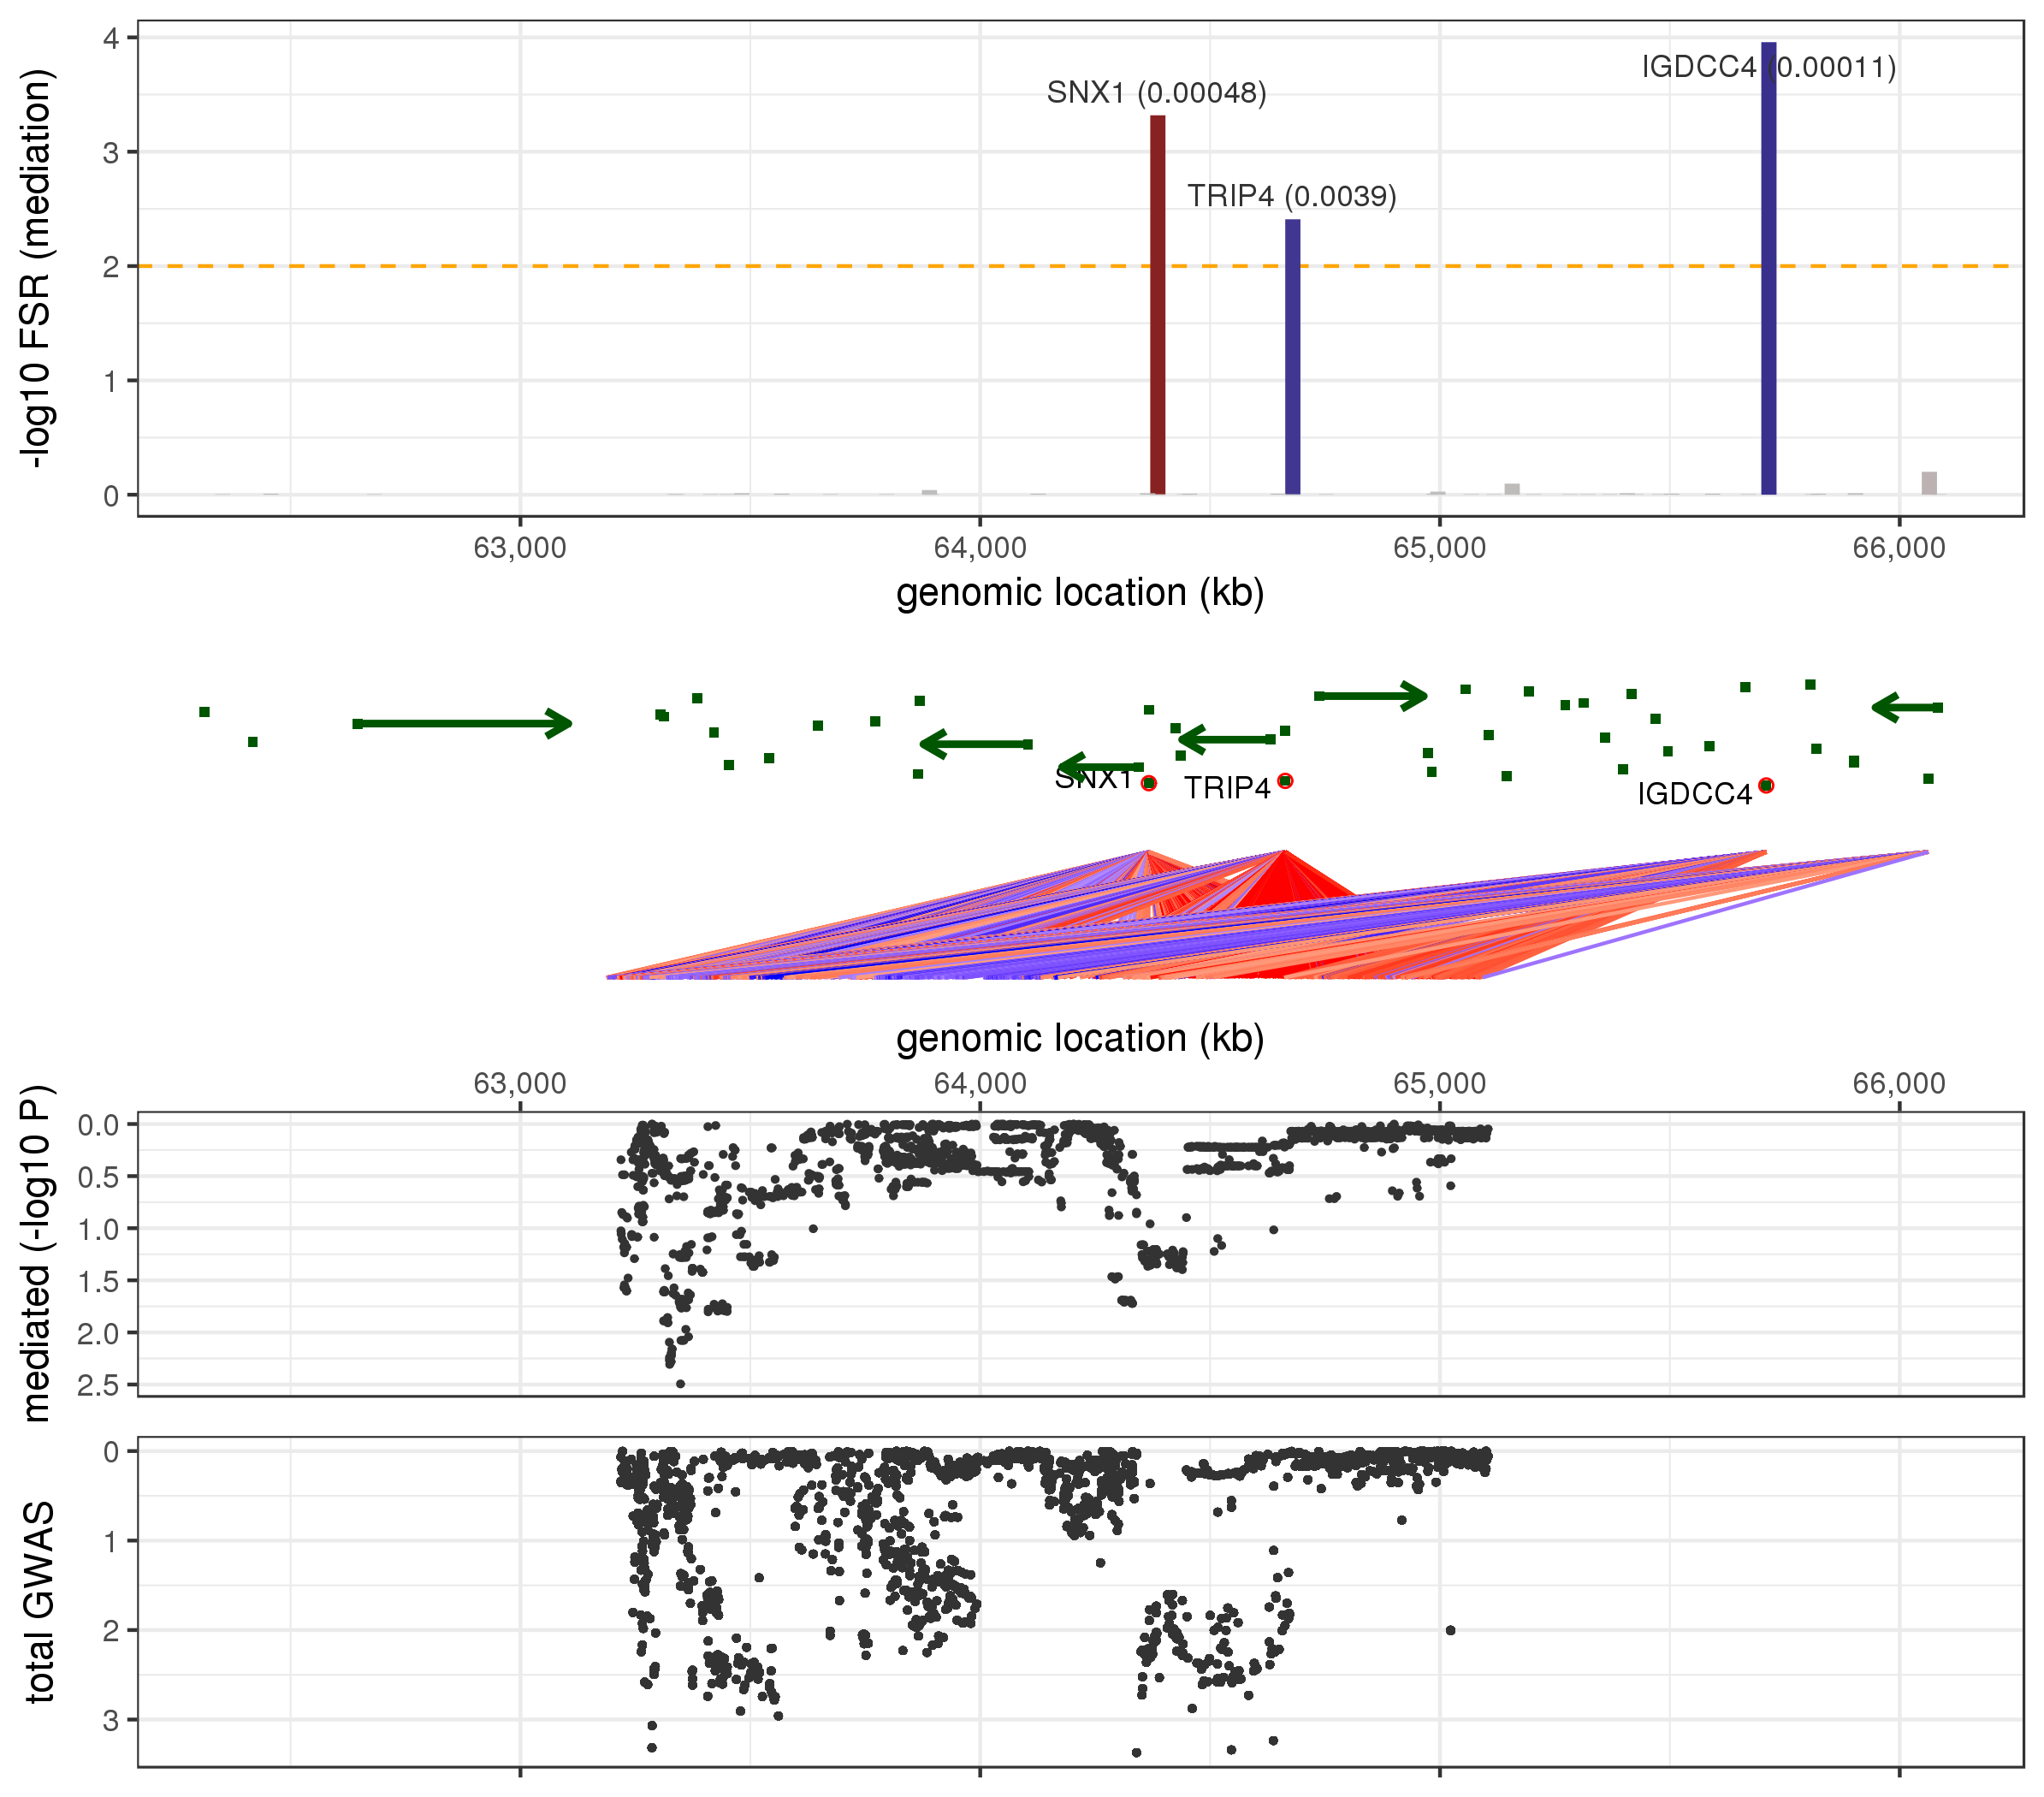 -log10 FSR (mediation)
4
3
2
1
0
IGDCC4 (0.00011)
SNX1 (0.00048)
TRIP4 (0.0039)
63,000 64,000 65,000 66,000
genomic location (kb)
SNX1
TRIP4
IGDCC4
genomic location (kb)
63,000 64,000 65,000 66,000
mediated (-log10 P)
0.0
0.5
1.0
1.5
2.0
2.5
total GWAS
0
1
2
3